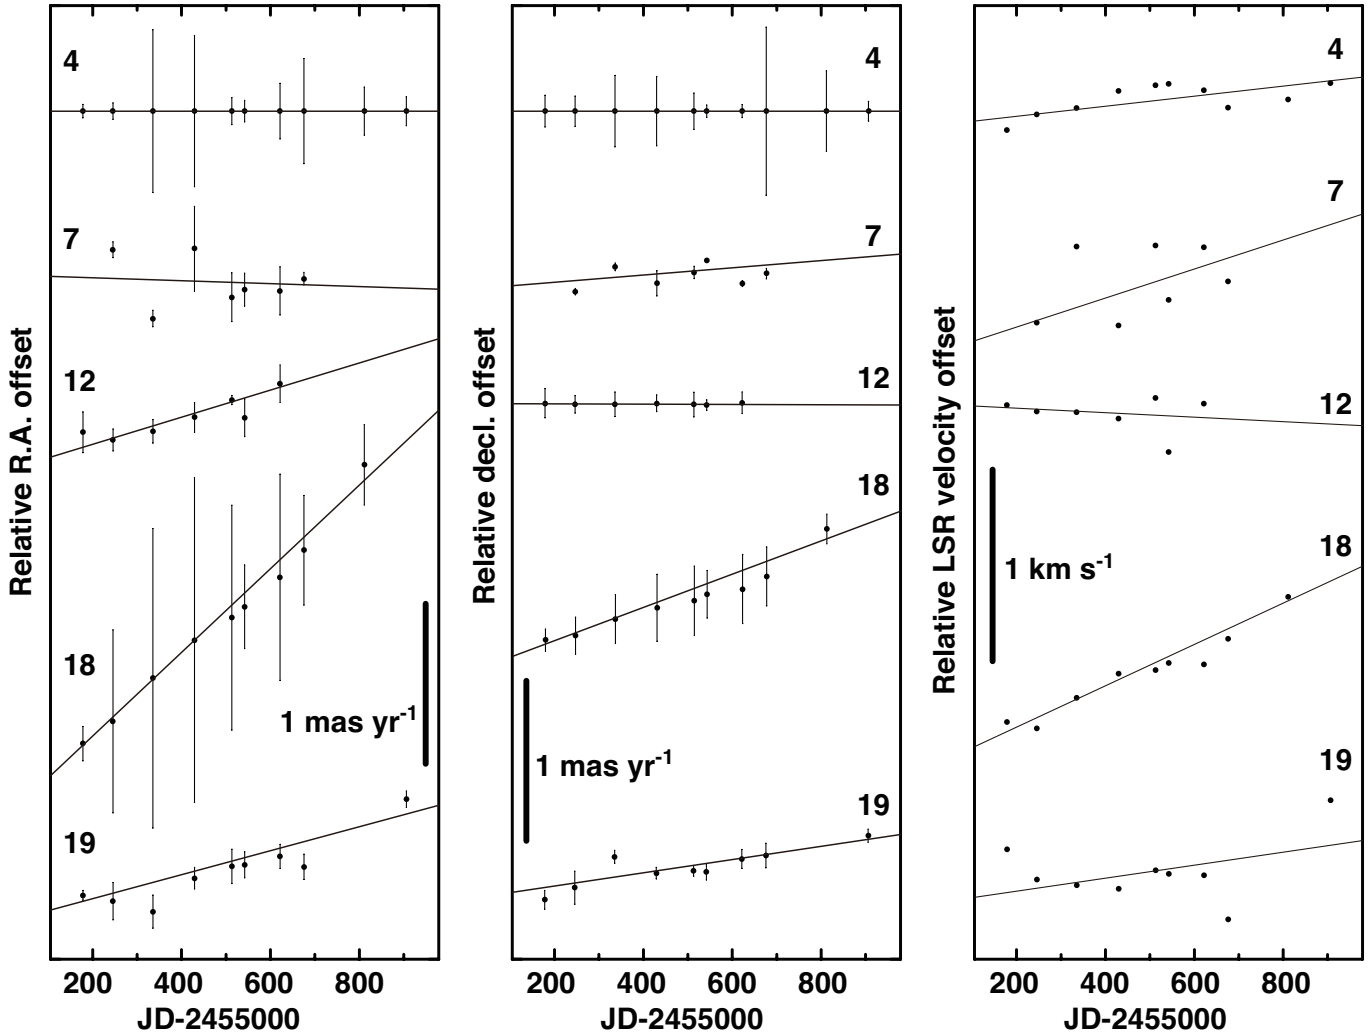 Relative R.A. offset
4
7
12
18
19
1 mas yr-1
200 400 600 800
JD-2455000
Relative decl. offset
4
7
12
18
19
1 mas yr-1
200 400 600 800
JD-2455000
Relative LSR velocity offset
4
7
12
18
19
1 km s-1
200 400 600 800
JD-2455000